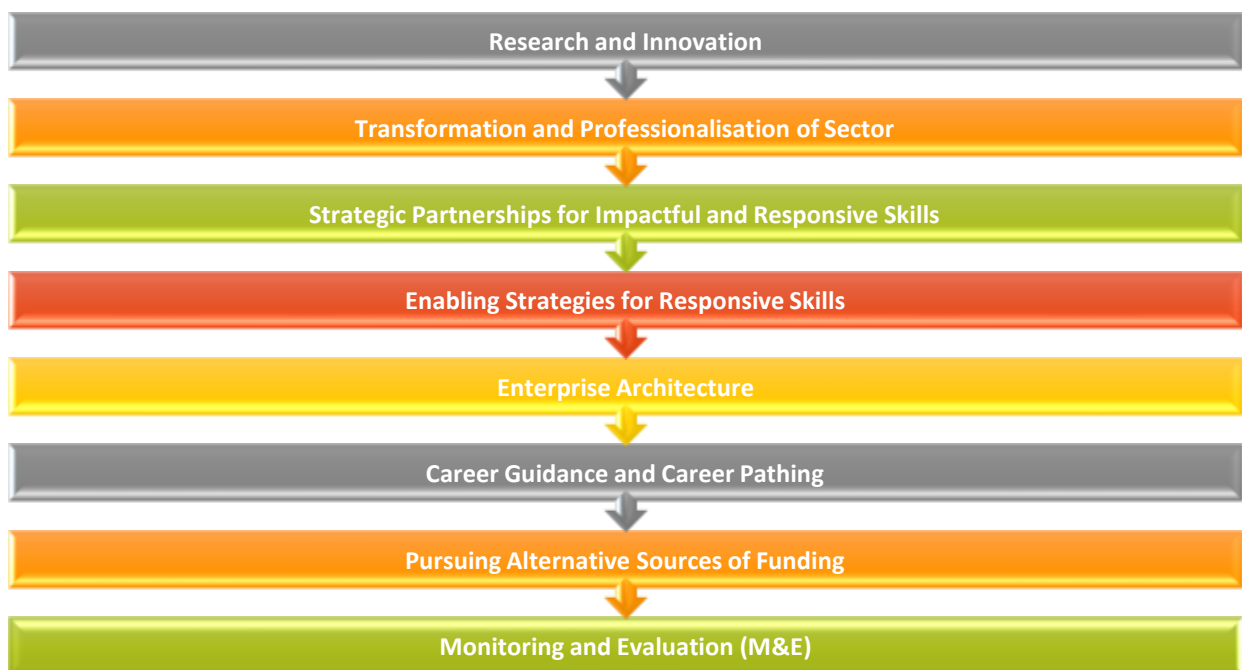 Research and Innovation
Transformation and Professionalisation of Sector
Strategic Partnerships for Impactful and Responsive Skills
Enabling Strategies for Responsive Skills
Enterprise Architecture
Career Guidance and Career Pathing
Pursuing Alternative Sources of Funding
Monitoring and Evaluation (M&E)